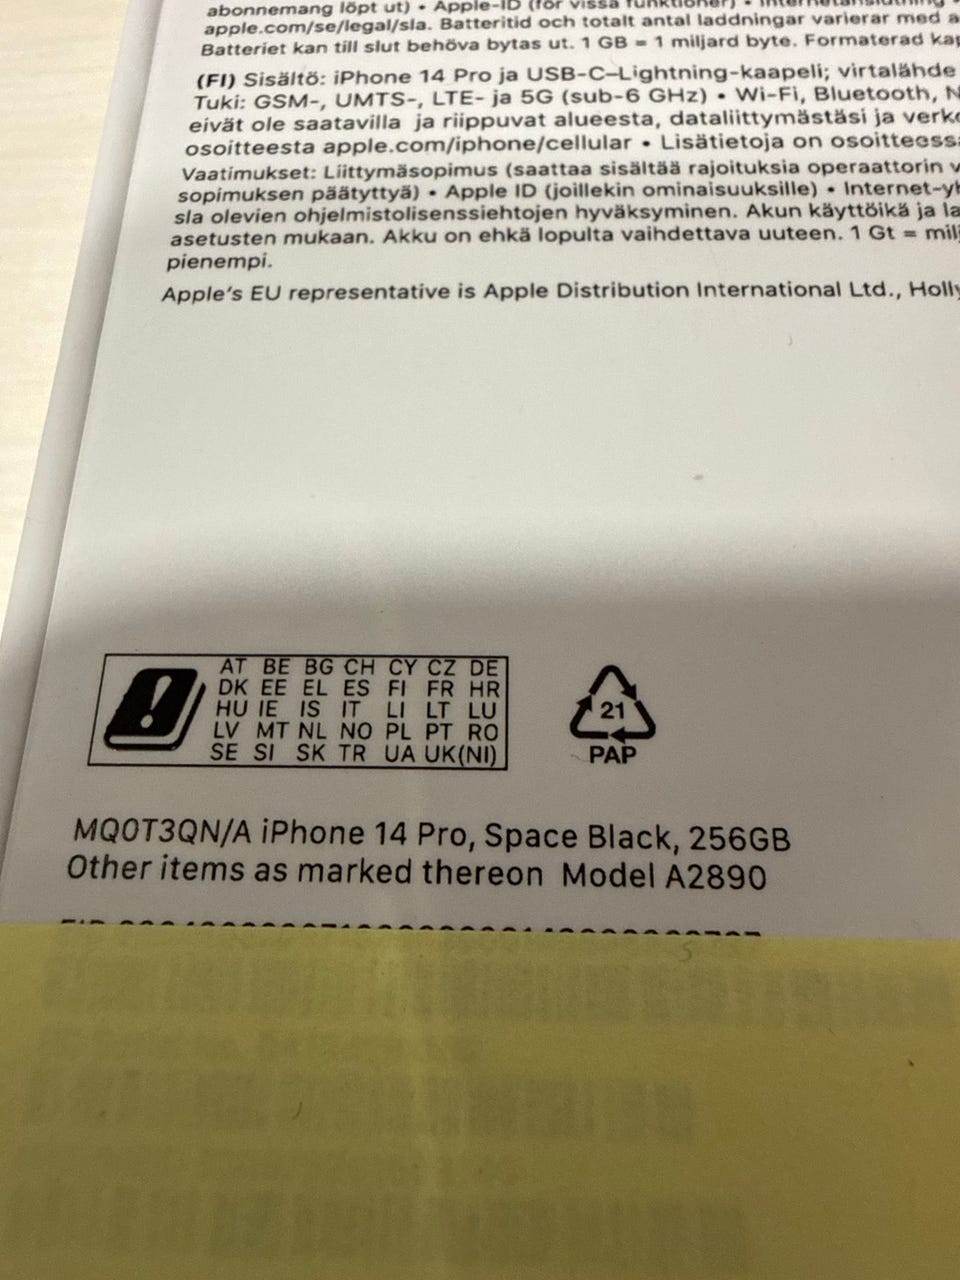 abonnemang löpt ut) • Apple-ID (för vissa funktioner) •
apple.com/se/legal/sla. Batteritid och totalt antal laddningar varierar med
Batteriet kan till slut behöva bytas ut. 1 GB = 1 miljard byte. Formaterad
(FI) Sisältö: iPhone 14 Pro ja USB-C–Lightning-kaapeli; virtalähde
Tuki: GSM-, UMTS-, LTE- ja 5G (sub-6 GHz) • Wi-Fi, Bluetooth, N
eivät ole saatavilla ja riippuvat alueesta, dataliittymästäsi ja verko
osoitteesta apple.com/iphone/cellular • Lisätietoja on osoitteessa
Vaatimukset: Liittymäsopimus (saattaa sisältää rajoituksia operaattorin v
sopimuksen päätyttyä) • Apple ID (joillekin ominaisuuksille) • Internet-yh
sla olevien ohjelmistolisenssiehtojen hyväksyminen. Akun käyttöikä ja la
asetusten mukaan. Akku on ehkä lopulta vaihdettava uuteen. 1 Gt = milj
pienempi.
Apple's EU representative is Apple Distribution International Ltd., Holly
AT BE BG CH CY CZ DE
DK EE EL ES FI FR HR
HU IE IS IT LI LT LU
LV MT NL NO PL PT RO
SE SI SK TR UA UK(NI)
21
PAP
MQ0T3QN/A iPhone 14 Pro, Space Black, 256GB
Other items as marked thereon Model A2890